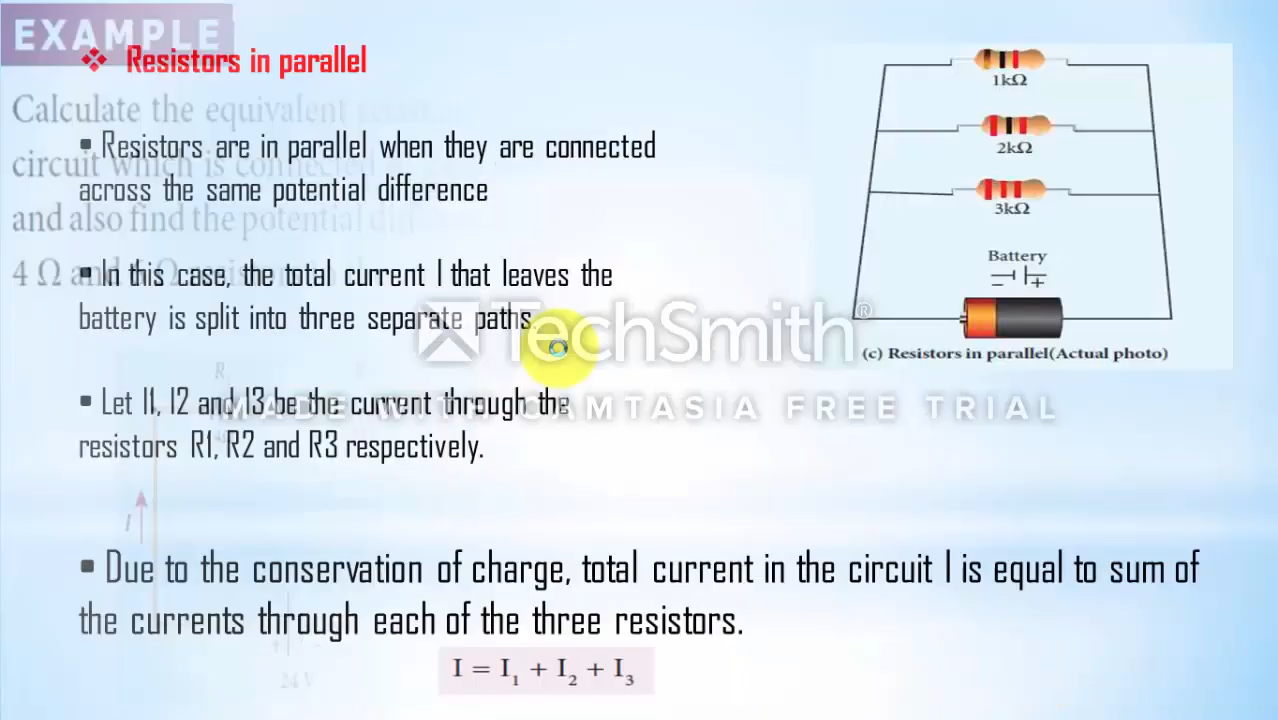 EXAMPLE
Resistors in parallel
Calculate the equivalent
circuit which is connected
and also find the potential
4 Ω and
Resistors are in parallel when they are connected
across the same potential difference
In this case, the total current I that leaves the
battery is split into three separate paths.
Let I1, I2 and I3 be the current through the
resistors R1, R2 and R3 respectively.
Due to the conservation of charge, total current in the circuit I is equal to sum of
the currents through each of the three resistors.
I = I₁ + I₂ + I₃
1kΩ
2kΩ
3kΩ
Battery
− +
(c) Resistors in parallel(Actual photo)
TechSmith®
MADE WITH CAMTASIA FREE TRIAL
I
24 V